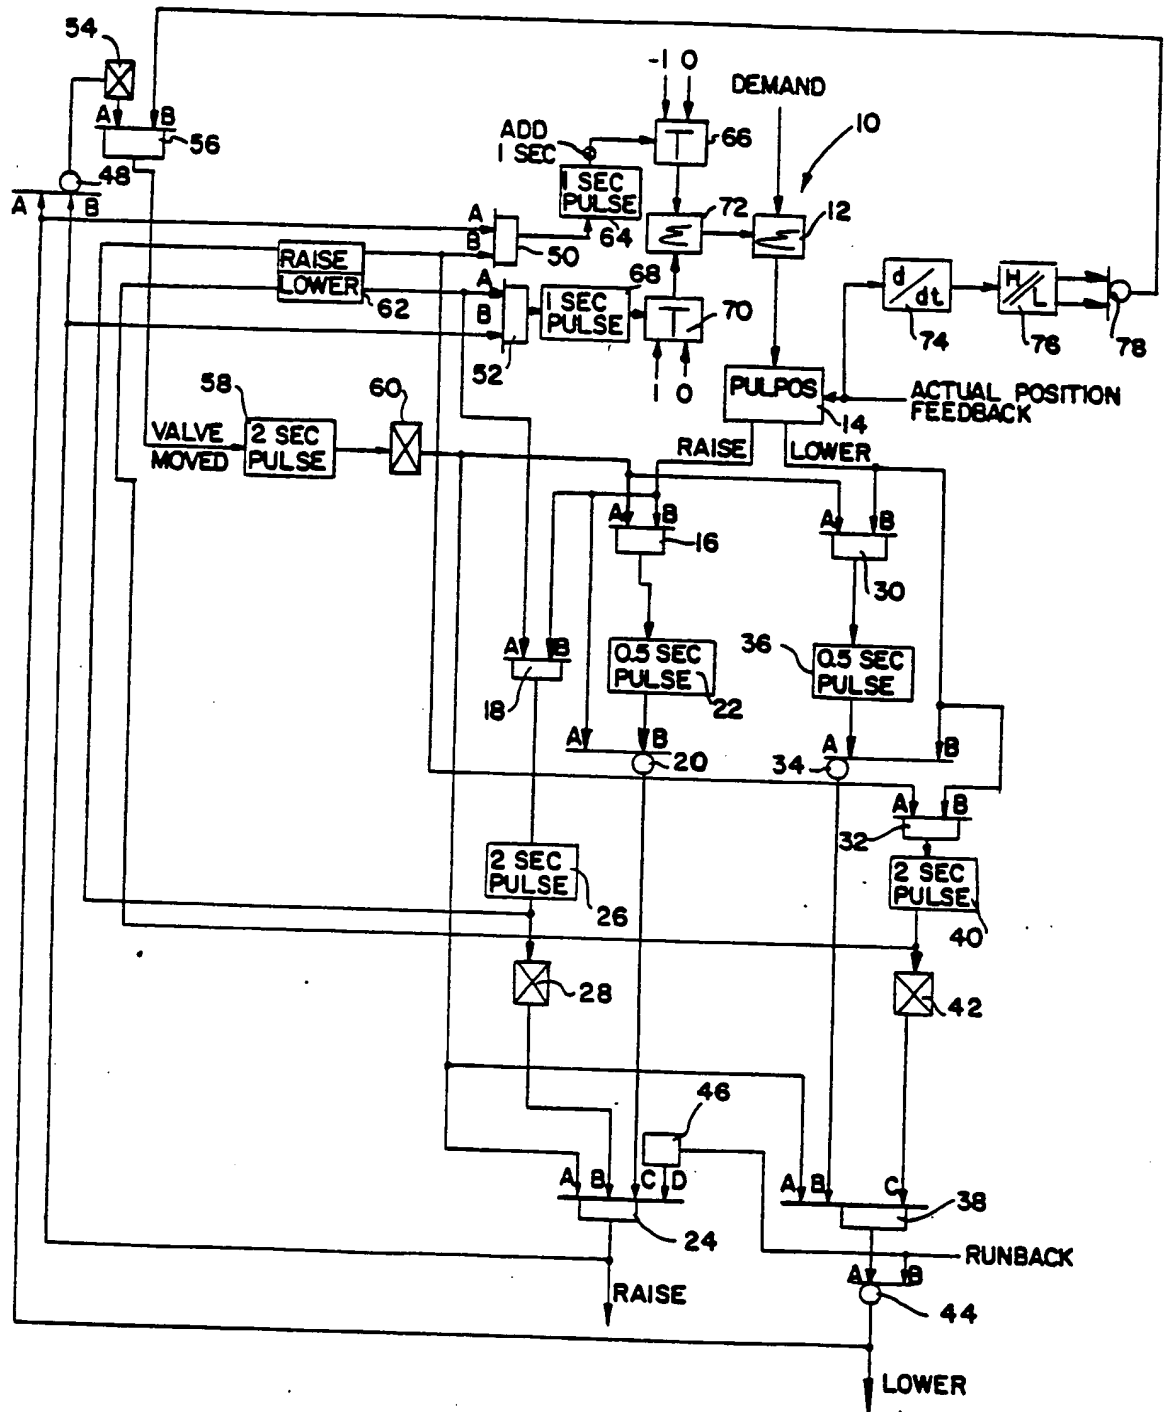 54
-1 0
DEMAND
10
A B
56
ADD
1 SEC
T
66
48
1 SEC
PULSE
64
72
Σ
12
Σ
A B
A
B
50
RAISE
LOWER
62
A
B
52
68
1 SEC
PULSE
T
70
d/dt
74
H//L
76
78
1 0
PULPOS
14
ACTUAL POSITION
FEEDBACK
58
60
VALVE
MOVED
2 SEC
PULSE
RAISE
LOWER
A B
16
A B
30
A B
18
0.5 SEC
PULSE
22
36
0.5 SEC
PULSE
A B
20
A B
34
A B
32
2 SEC
PULSE
26
2 SEC
PULSE
40
28
42
46
A B C D
24
A B C
38
RUNBACK
A B
44
RAISE
LOWER